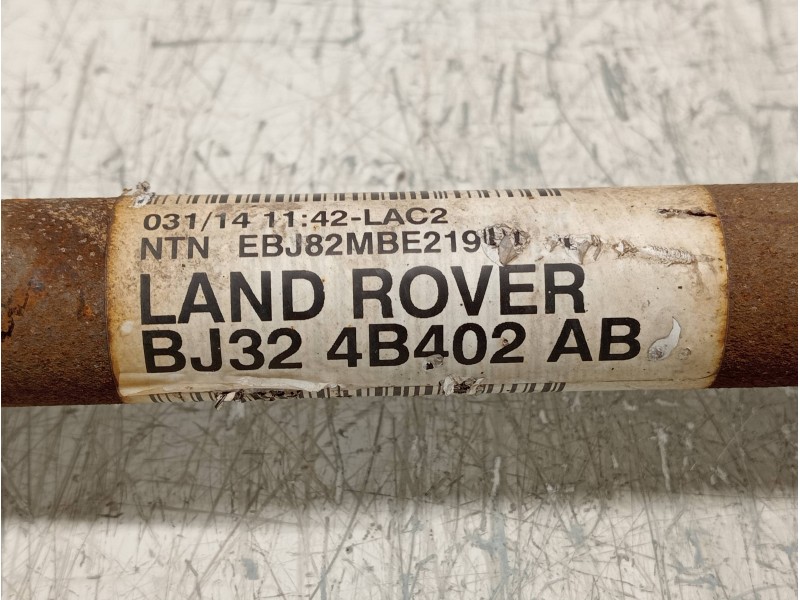 031/14 11:42-LAC2
NTN EBJ82MBE219
LAND ROVER
BJ32 4B402 AB